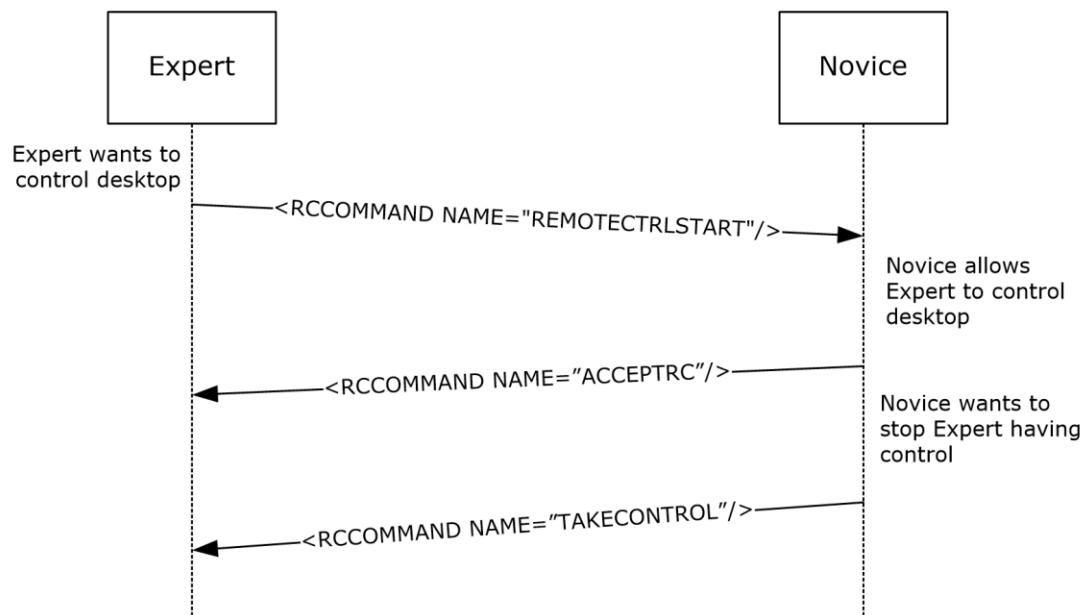 Expert
Novice
Expert wants to
control desktop
<RCCOMMAND NAME="REMOTECTRLSTART"/>
Novice allows
Expert to control
desktop
<RCCOMMAND NAME=”ACCEPTRC”/>
Novice wants to
stop Expert having
control
<RCCOMMAND NAME=”TAKECONTROL”/>